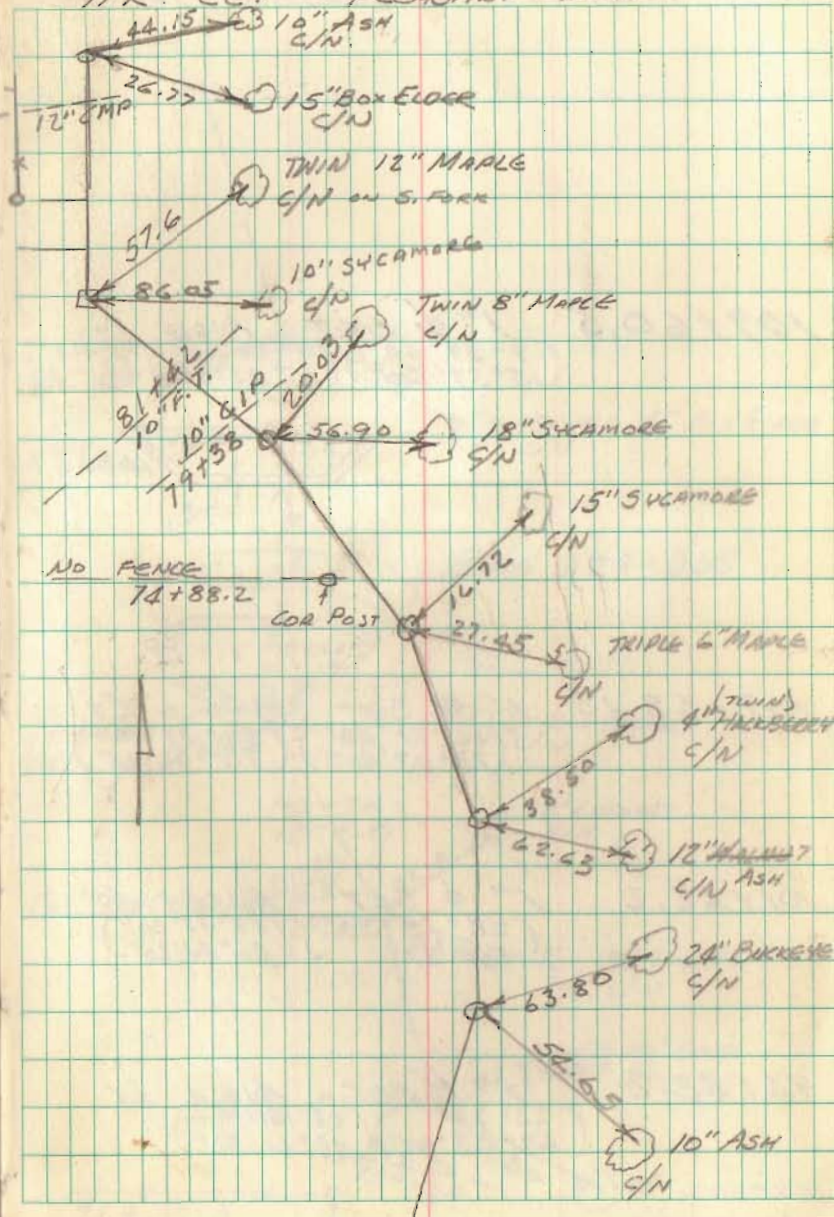 44.15
10" ASH
C/N
26.77
15" BOX ELDER
C/N
12" CMP
TWIN 12" MAPLE
C/N ON S. FORK
57.6
10" SYCAMORE
C/N
86.05
TWIN 8" MAPLE
C/N
20.03
81+42
10" F.T.
10" CIP
79+38
56.90
18" SYCAMORE
C/N
15" SYCAMORE
C/N
16.72
NO FENCE
74+88.2
COR POST
27.45
TRIPLE 6" MAPLE
C/N
(TWIN)
4" HACKBERRY
C/N
38.50
62.63
12" WALNUT
C/N ASH
24" BUCKEYE
C/N
63.80
54.65
10" ASH
C/N